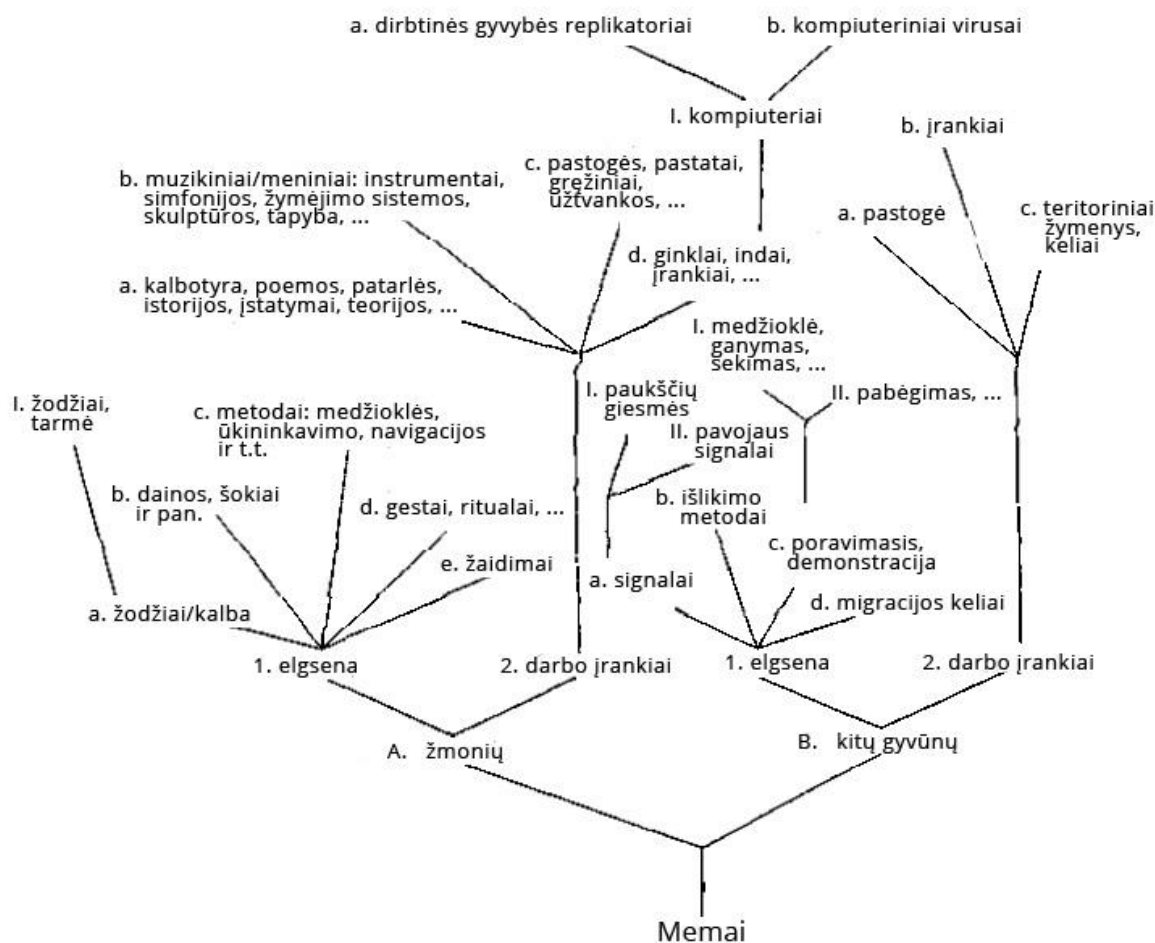 a. dirbtinės gyvybės replikatoriai
b. kompiuteriniai virusai
I. kompiuteriai
b. įrankiai
b. muzikiniai/meniniai: instrumentai,
simfonijos, žymėjimo sistemos,
skulptūros, tapyba, ...
c. pastogės, pastatai,
gręžiniai,
užtvankos, ...
a. pastogė
c. teritoriniai
žymenys,
keliai
a. kalbotyra, poemos, patarlės,
istorijos, įstatymai, teorijos, ...
d. ginklai, indai,
įrankiai, ...
I. medžioklė,
ganymas,
sekimas, ...
II. pabėgimas, ...
I. žodžiai,
tarmė
c. metodai: medžioklės,
ūkininkavimo, navigacijos
ir t.t.
I. paukščių
giesmės
II. pavojaus
signalai
b. dainos, šokiai
ir pan.
d. gestai, ritualai, ...
b. išlikimo
metodai
e. žaidimai
c. poravimasis,
demonstracija
a. žodžiai/kalba
a. signalai
d. migracijos keliai
1. elgsena
2. darbo įrankiai
1. elgsena
2. darbo įrankiai
A. žmonių
B. kitų gyvūnų
Memai